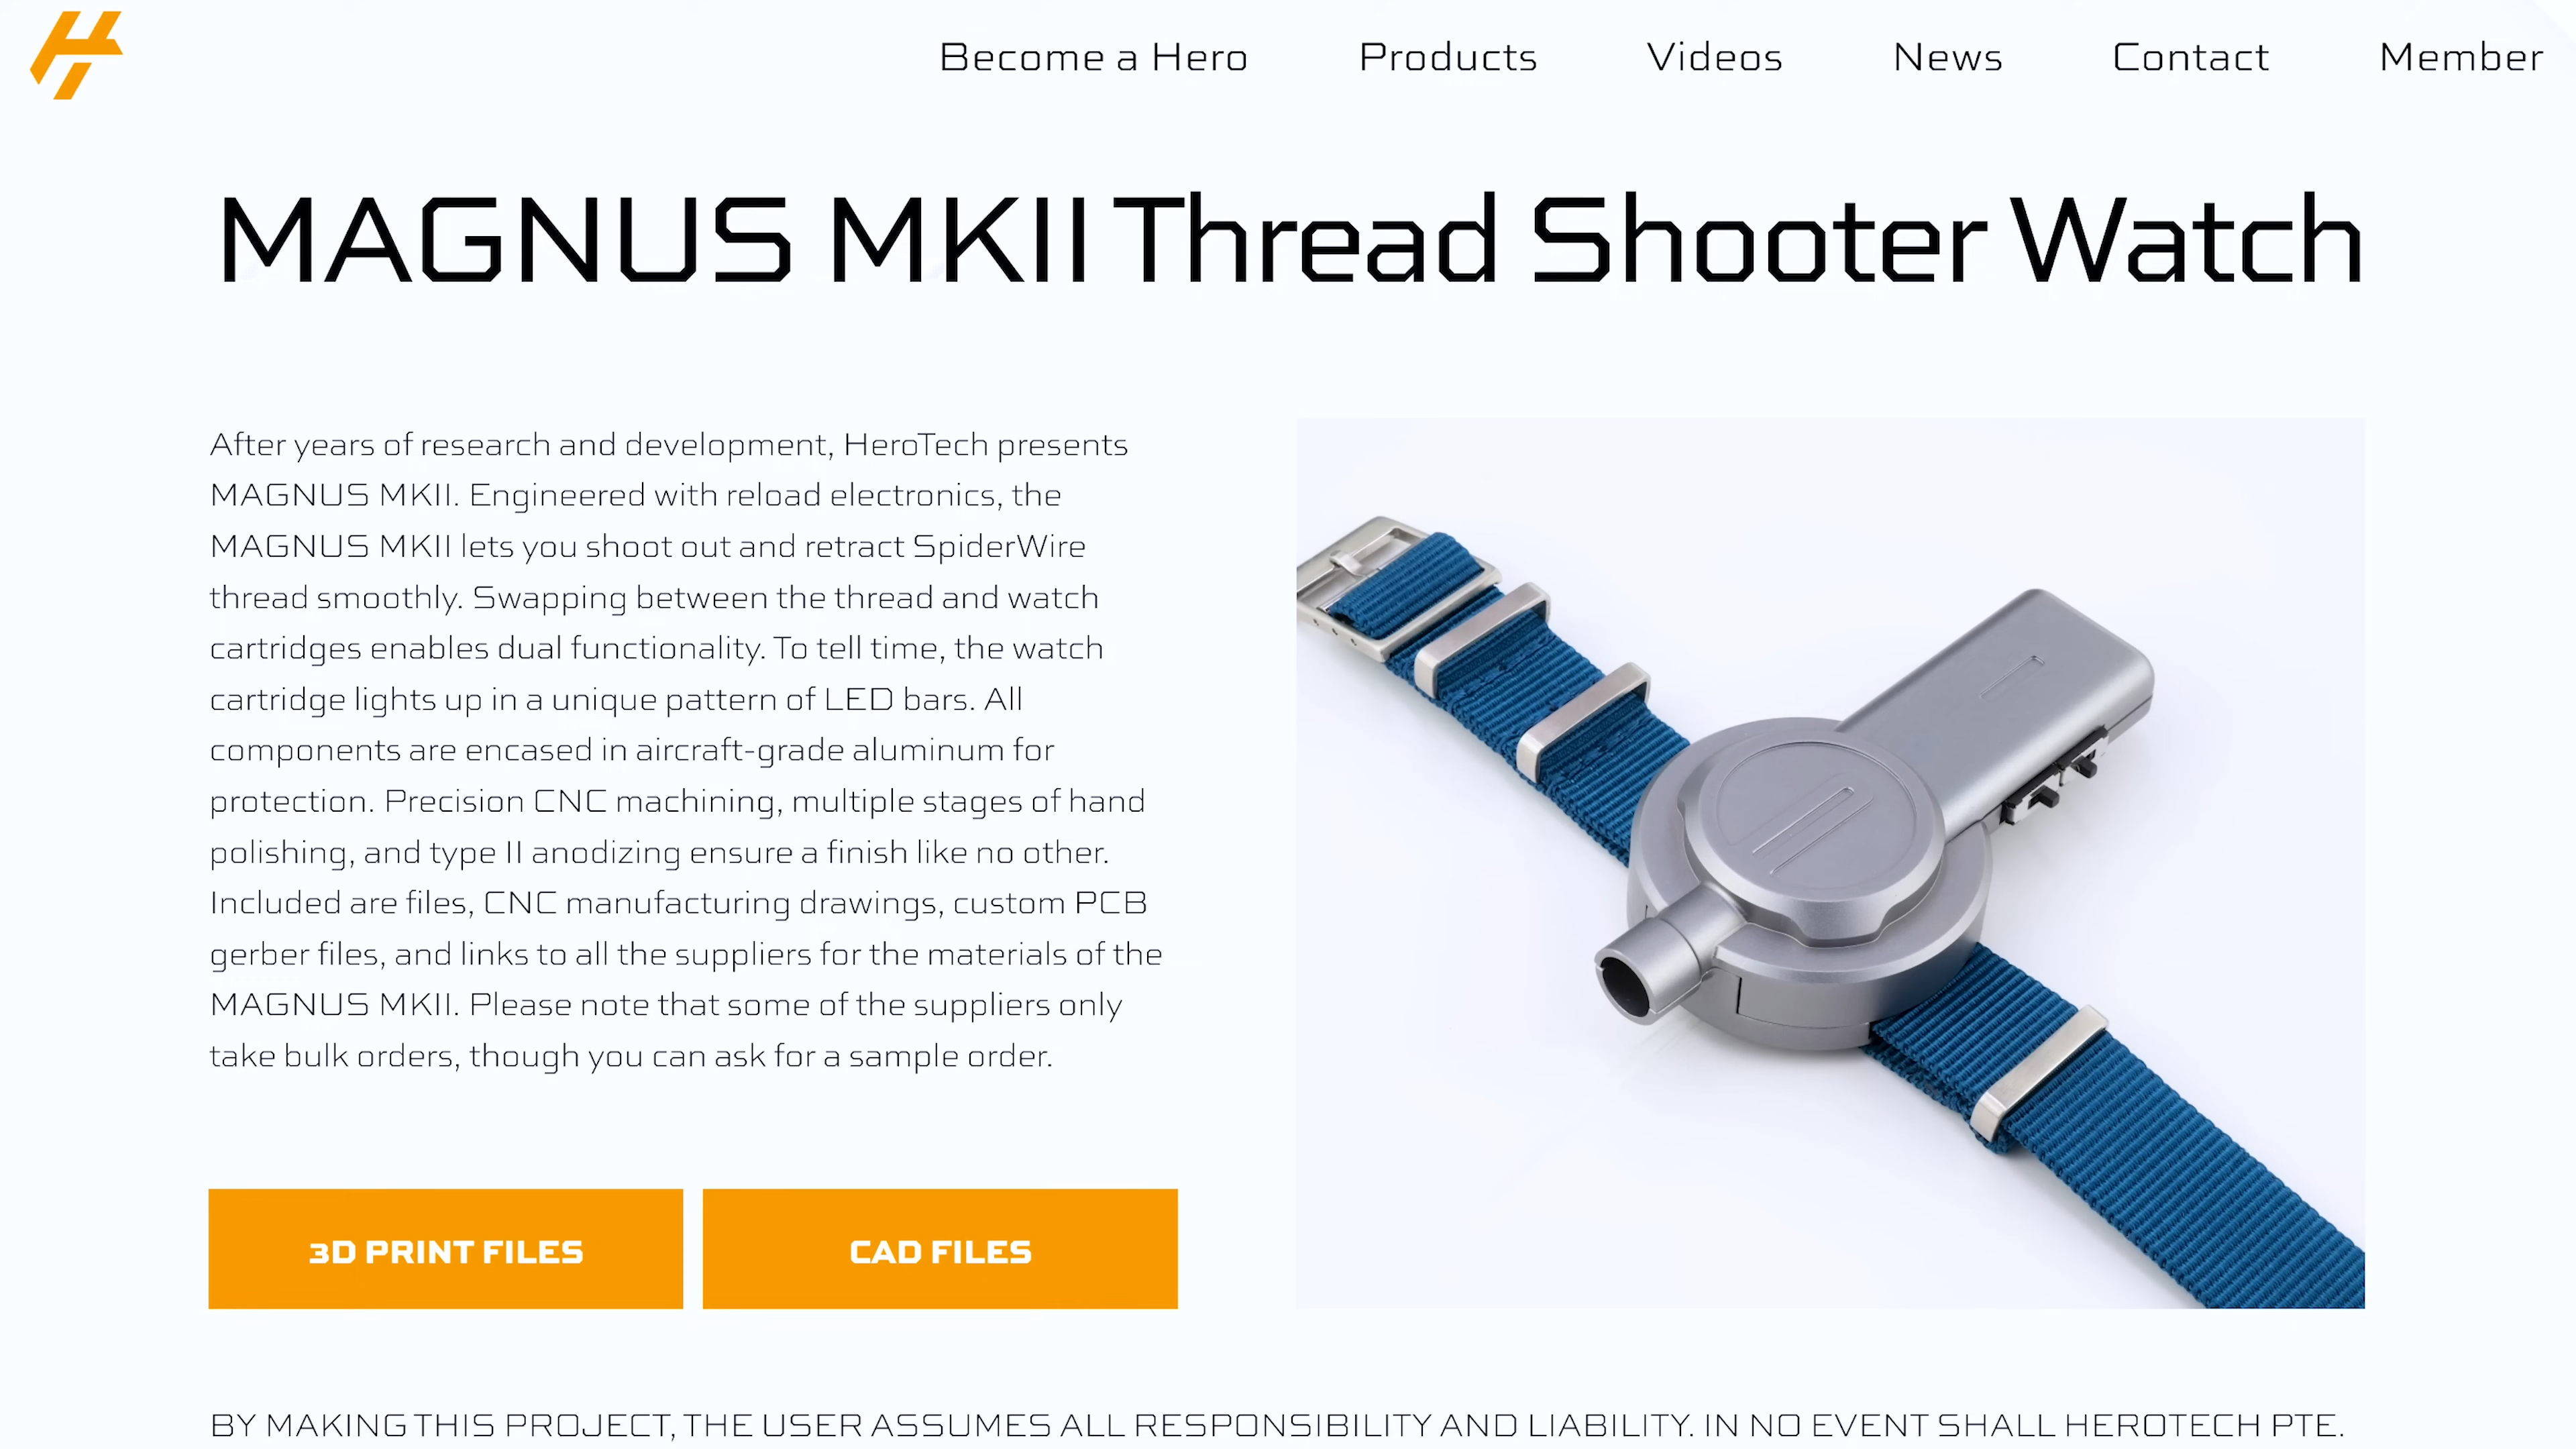 Become a Hero Products Videos News Contact Member
MAGNUS MKII Thread Shooter Watch
After years of research and development, HeroTech presents
MAGNUS MKII. Engineered with reload electronics, the
MAGNUS MKII lets you shoot out and retract SpiderWire
thread smoothly. Swapping between the thread and watch
cartridges enables dual functionality. To tell time, the watch
cartridge lights up in a unique pattern of LED bars. All
components are encased in aircraft-grade aluminum for
protection. Precision CNC machining, multiple stages of hand
polishing, and type II anodizing ensure a finish like no other.
Included are files, CNC manufacturing drawings, custom PCB
gerber files, and links to all the suppliers for the materials of the
MAGNUS MKII. Please note that some of the suppliers only
take bulk orders, though you can ask for a sample order.
3D PRINT FILES
CAD FILES
BY MAKING THIS PROJECT, THE USER ASSUMES ALL RESPONSIBILITY AND LIABILITY. IN NO EVENT SHALL HEROTECH PTE.